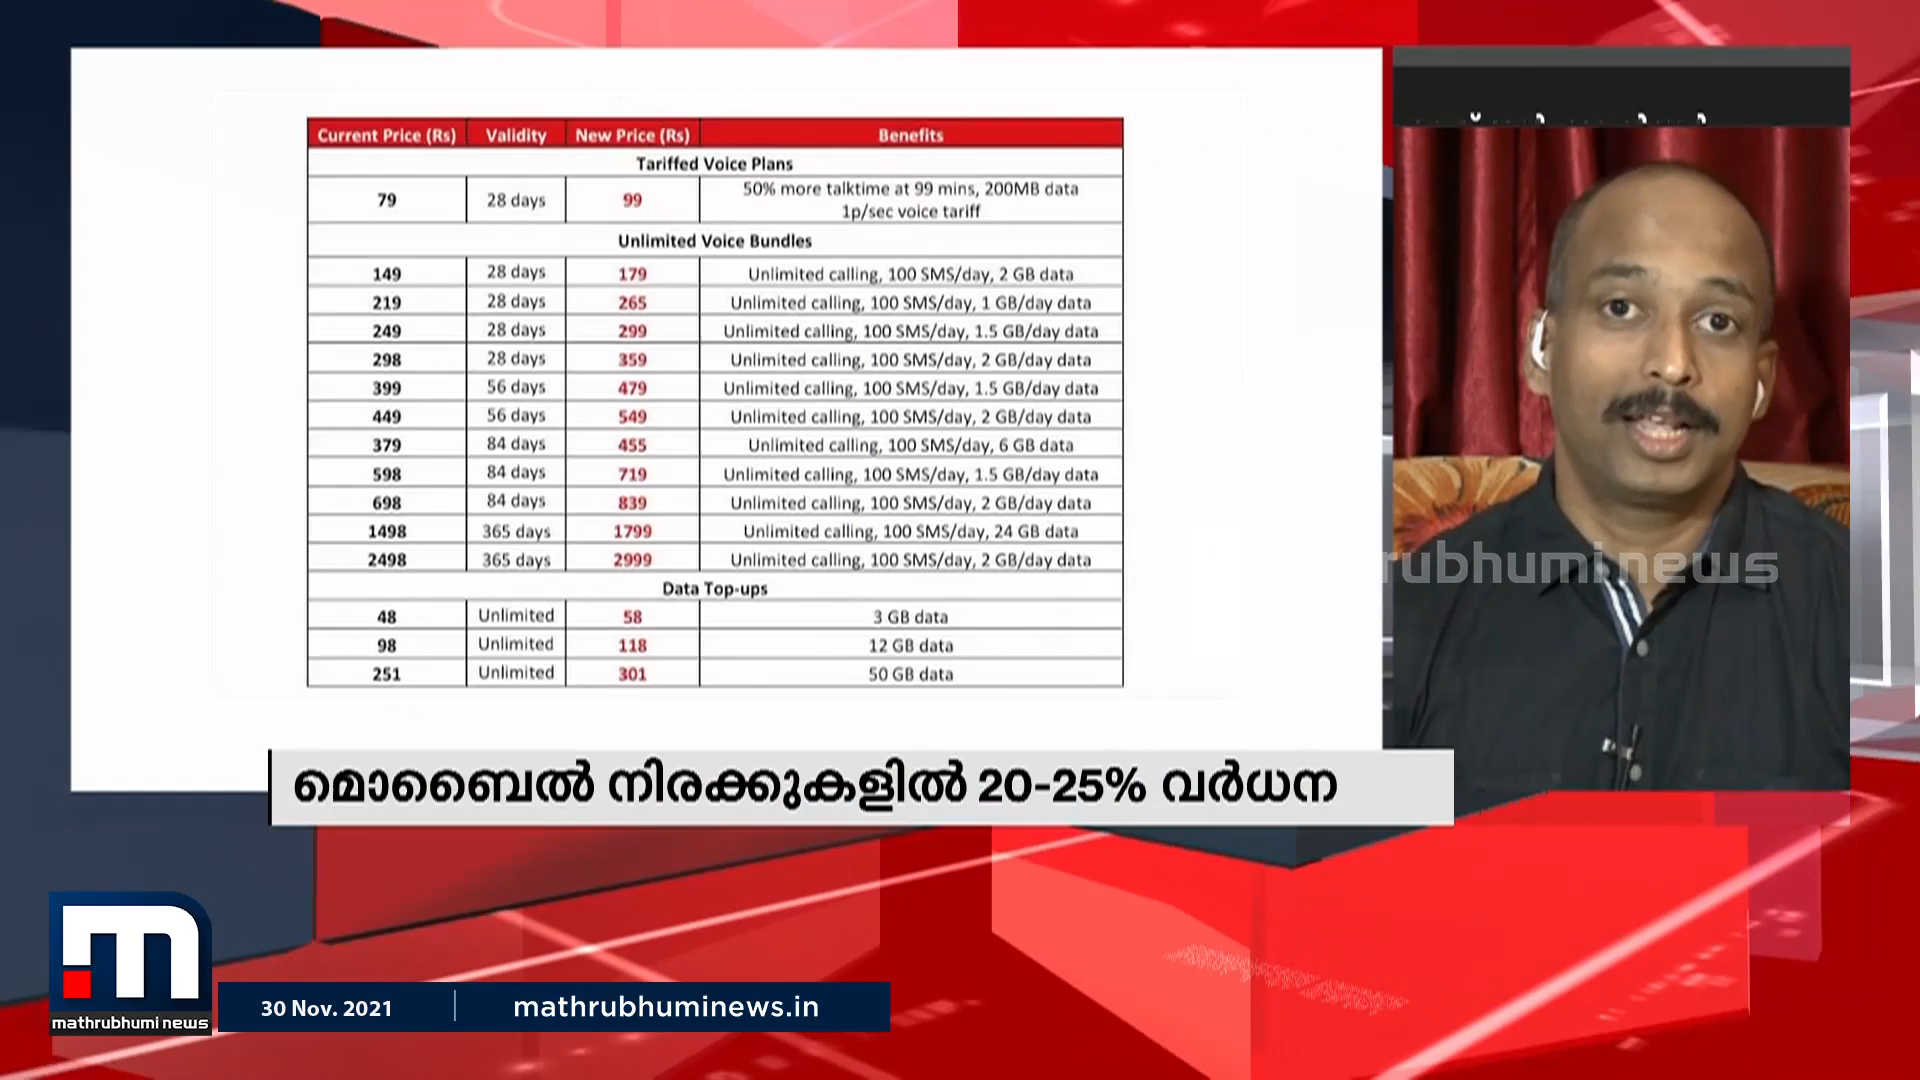 Current Price (Rs) Validity New Price (Rs) Benefits
Tariffed Voice Plans
79 28 days 99 50% more talktime at 99 mins, 200MB data
1p/sec voice tariff
Unlimited Voice Bundles
149 28 days 179 Unlimited calling, 100 SMS/day, 2 GB data
219 28 days 265 Unlimited calling, 100 SMS/day, 1 GB/day data
249 28 days 299 Unlimited calling, 100 SMS/day, 1.5 GB/day data
298 28 days 359 Unlimited calling, 100 SMS/day, 2 GB/day data
399 56 days 479 Unlimited calling, 100 SMS/day, 1.5 GB/day data
449 56 days 549 Unlimited calling, 100 SMS/day, 2 GB/day data
379 84 days 455 Unlimited calling, 100 SMS/day, 6 GB data
598 84 days 719 Unlimited calling, 100 SMS/day, 1.5 GB/day data
698 84 days 839 Unlimited calling, 100 SMS/day, 2 GB/day data
1498 365 days 1799 Unlimited calling, 100 SMS/day, 24 GB data
2498 365 days 2999 Unlimited calling, 100 SMS/day, 2 GB/day data
Data Top-ups
48 Unlimited 58 3 GB data
98 Unlimited 118 12 GB data
251 Unlimited 301 50 GB data
rubhumi news
മൊബൈൽ നിരക്കുകളിൽ 20-25% വർധന
mathrubhumi news
30 Nov. 2021 mathrubhuminews.in